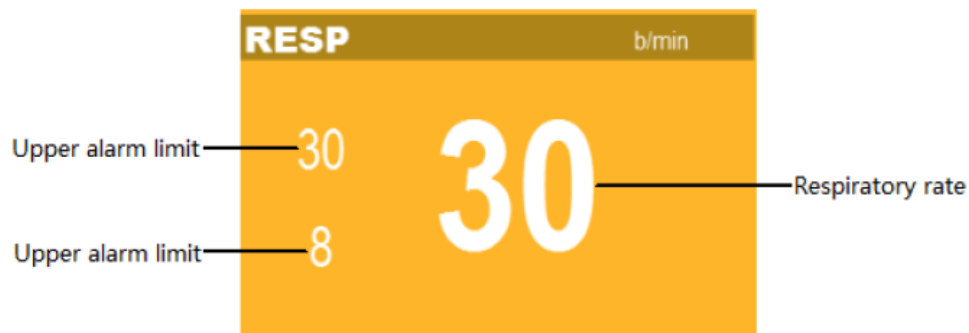 RESP b/min
Upper alarm limit 30
30 Respiratory rate
Upper alarm limit 8